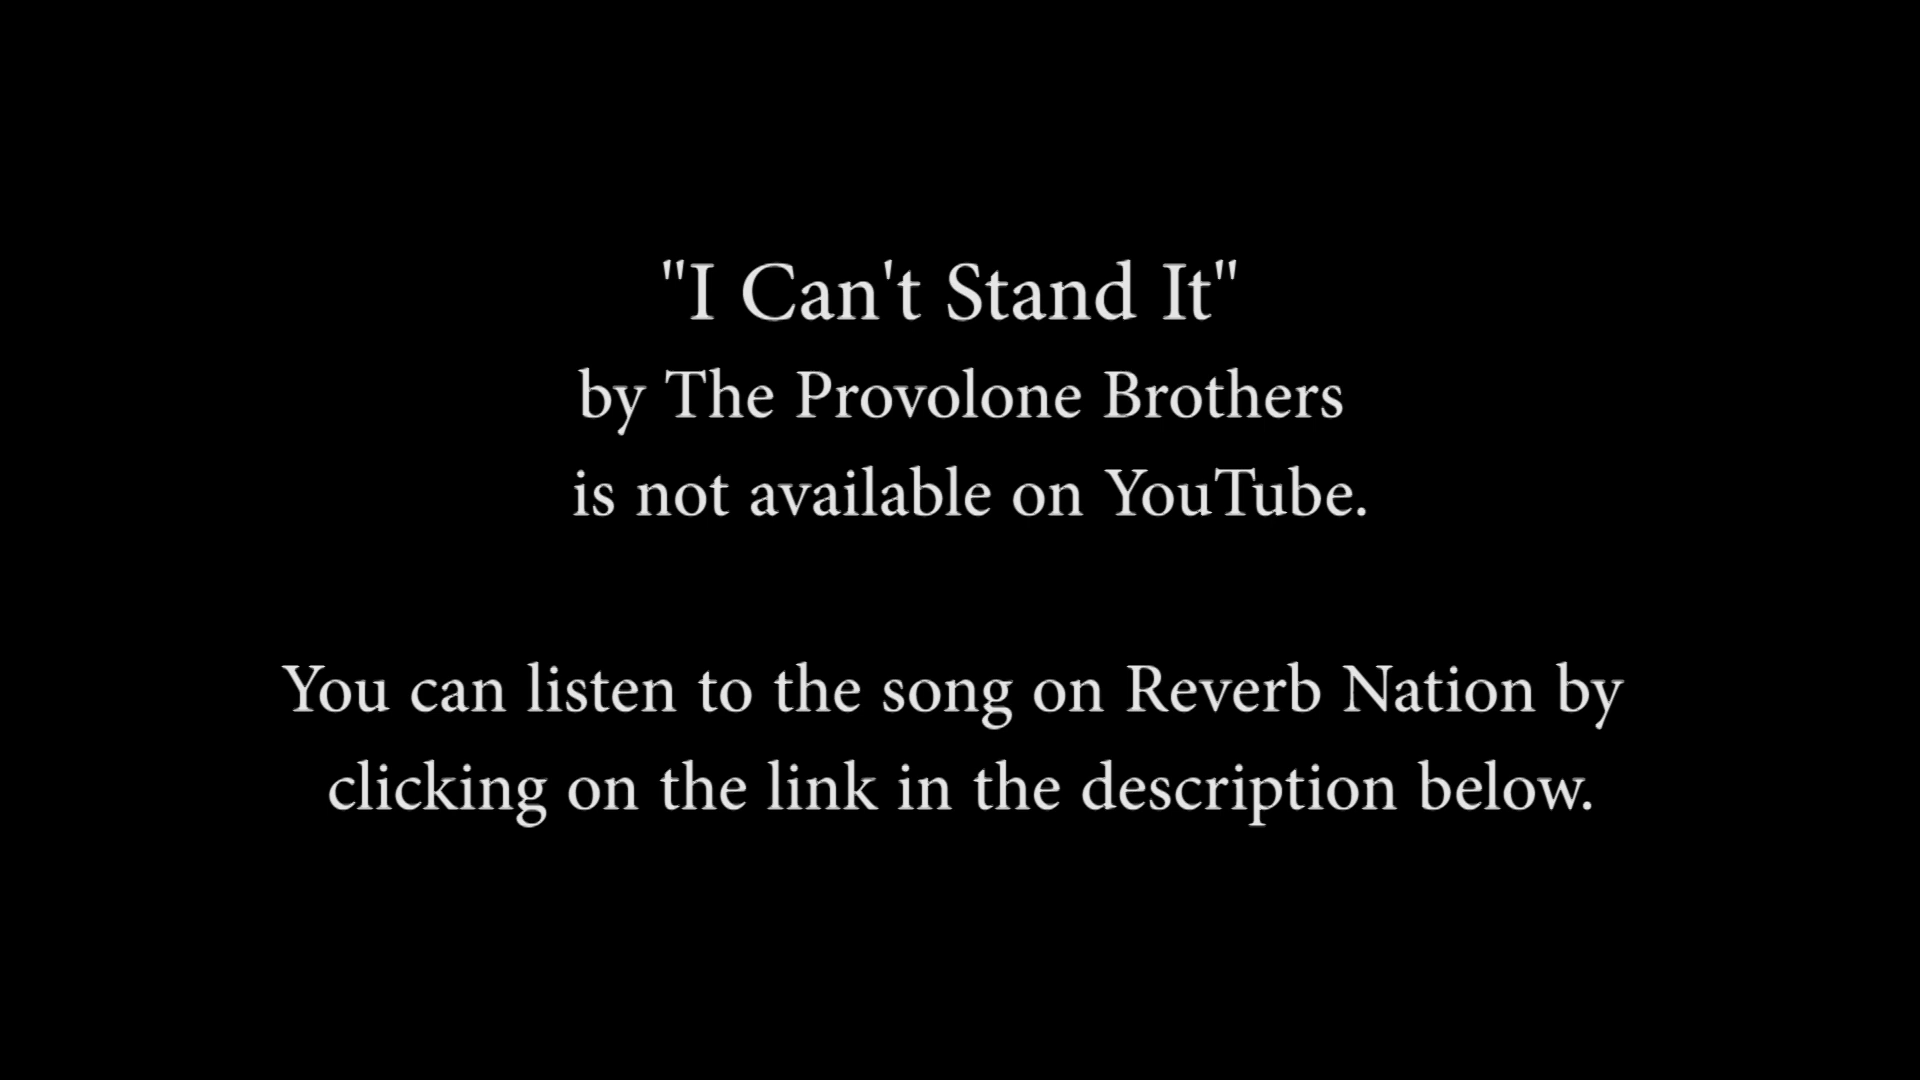 "I Can't Stand It"
by The Provolone Brothers
is not available on YouTube.
You can listen to the song on Reverb Nation by
clicking on the link in the description below.